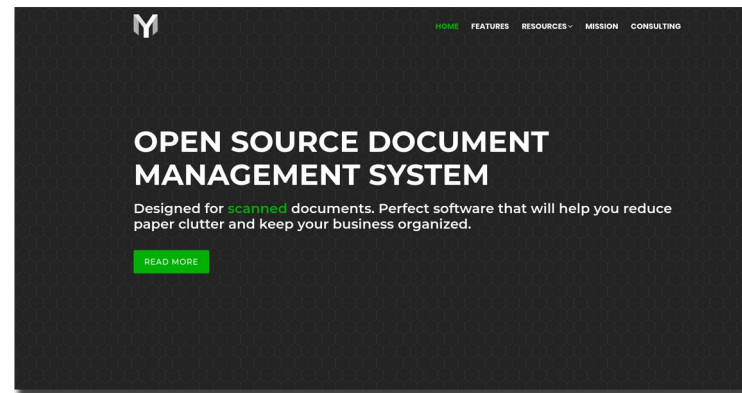 HOME FEATURES RESOURCES MISSION CONSULTING
OPEN SOURCE DOCUMENT
MANAGEMENT SYSTEM
Designed for scanned documents. Perfect software that will help you reduce
paper clutter and keep your business organized.
READ MORE